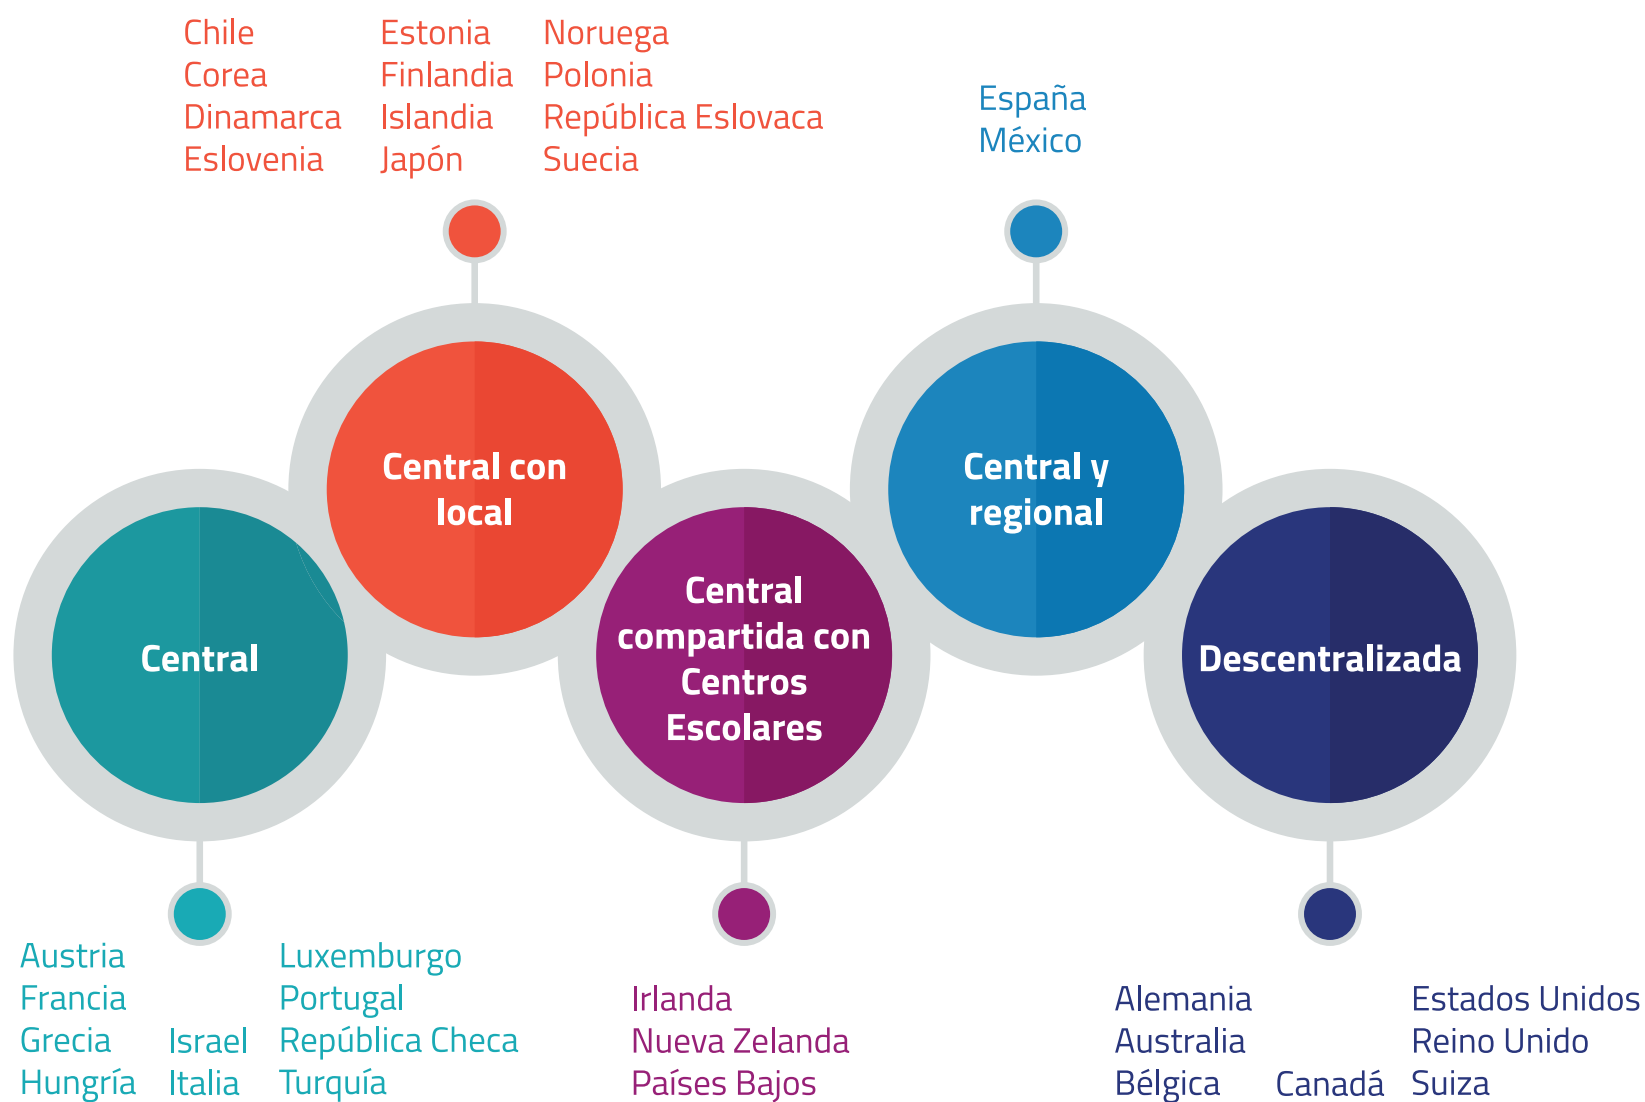 Chile
Corea
Dinamarca
Eslovenia
Estonia
Finlandia
Islandia
Japón
Noruega
Polonia
República Eslovaca
Suecia
España
México
Central con
local
Central y
regional
Central
Central
compartida con
Centros
Escolares
Descentralizada
Austria
Francia
Grecia
Hungría
Israel
Italia
Luxemburgo
Portugal
República Checa
Turquía
Irlanda
Nueva Zelanda
Países Bajos
Alemania
Australia
Bélgica
Canadá
Estados Unidos
Reino Unido
Suiza